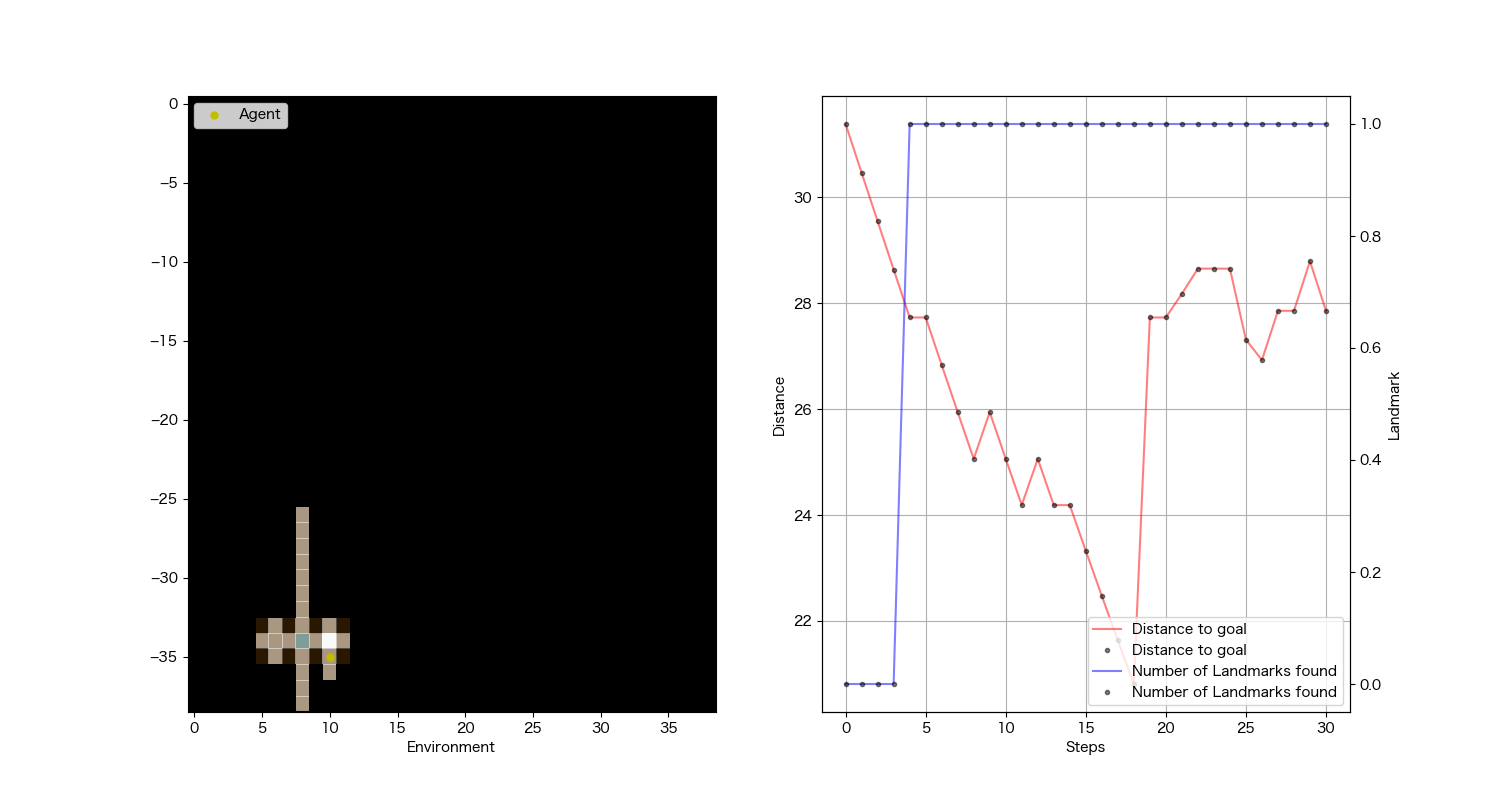 0
−5
−10
−15
−20
−25
−30
−35
Agent
0 5 10 15 20 25 30 35
Environment
Distance
30
28
26
24
22
1.0
0.8
0.6
0.4
0.2
0.0
Landmark
Distance to goal
Distance to goal
Number of Landmarks found
Number of Landmarks found
0 5 10 15 20 25 30
Steps